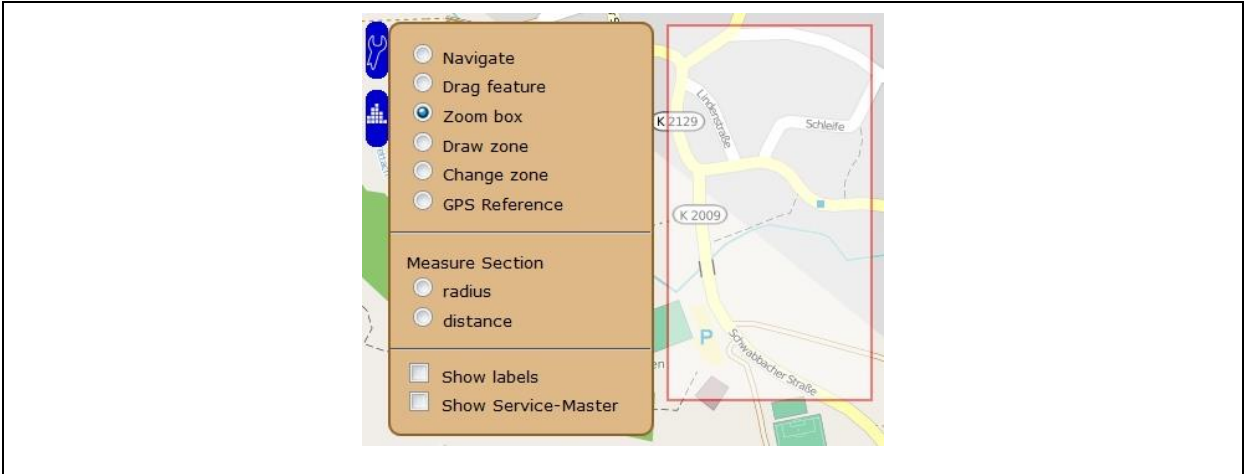 Navigate
Drag feature
Zoom box
Draw zone
Change zone
GPS Reference
Measure Section
radius
distance
Show labels
Show Service-Master
K 2129
Lindenstraße
Schleife
K 2009
P
Schwabbacher Straße